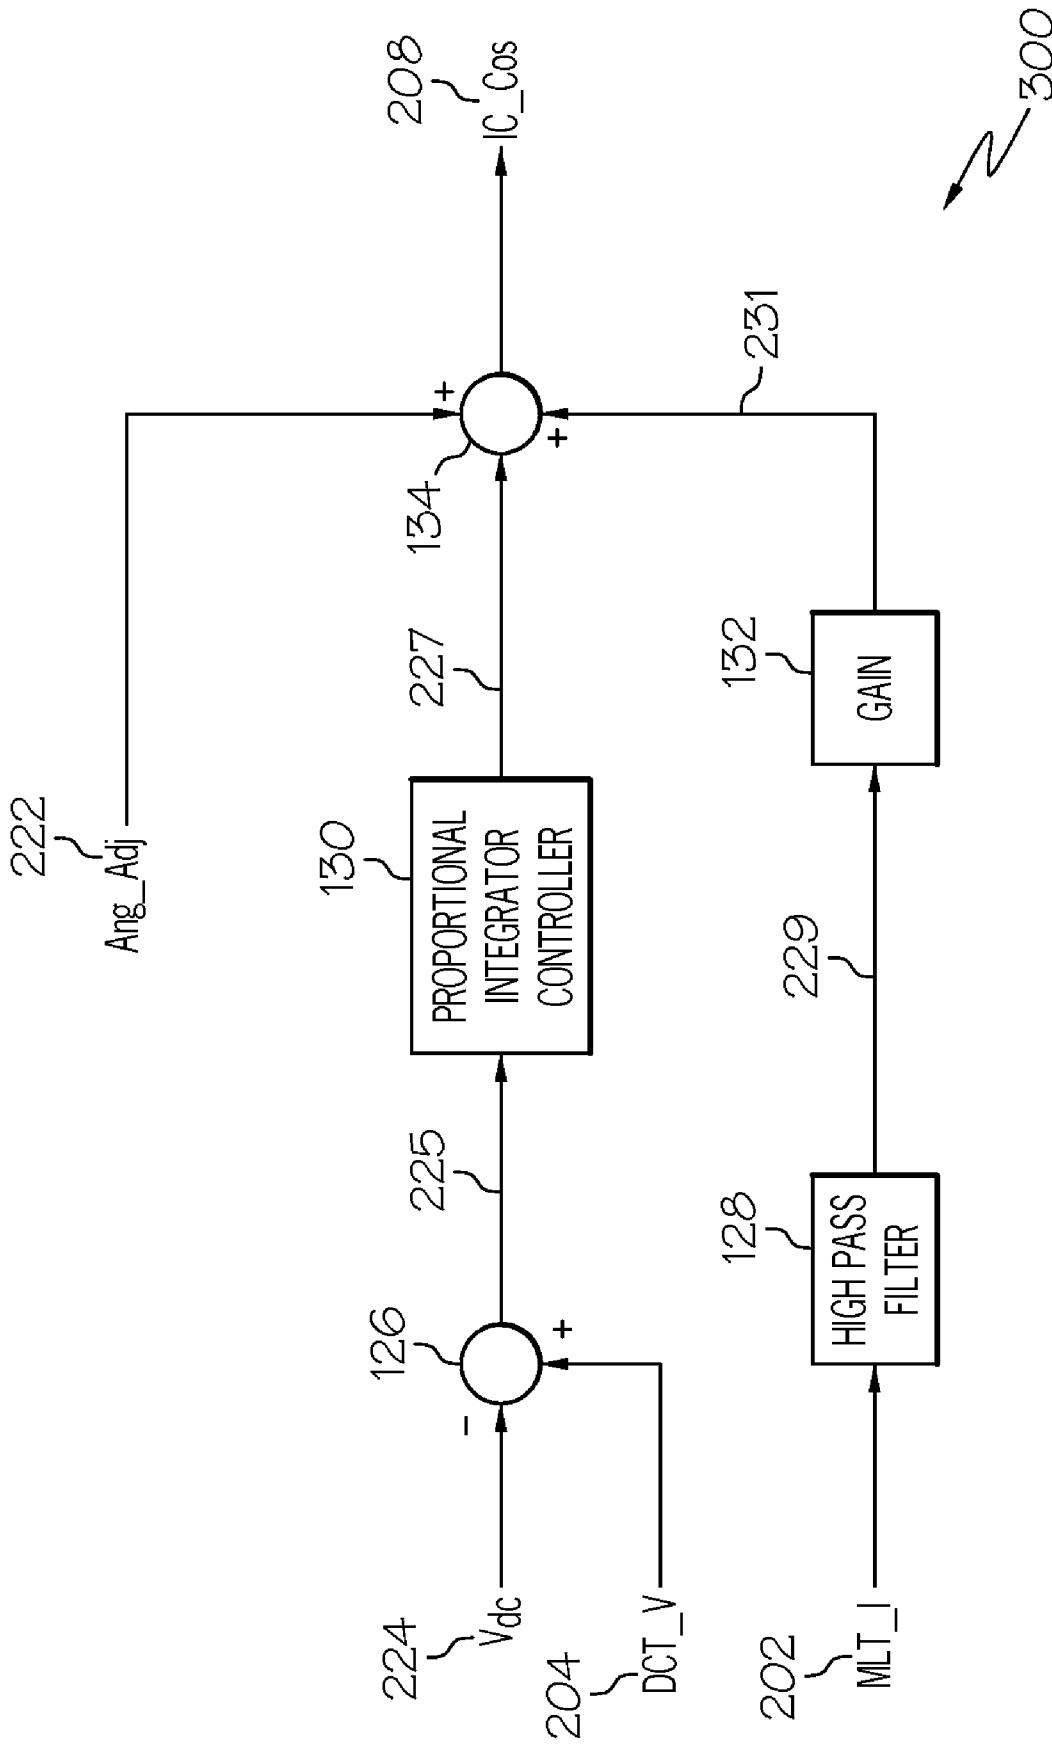 222
Ang_Adj
224
Vdc
126
-
+
225
130
PROPORTIONAL
INTEGRATOR
CONTROLLER
227
134
+
+
208
IC_Cos
204
DCT_V
202
MLT_I
128
HIGH PASS
FILTER
229
132
GAIN
231
300